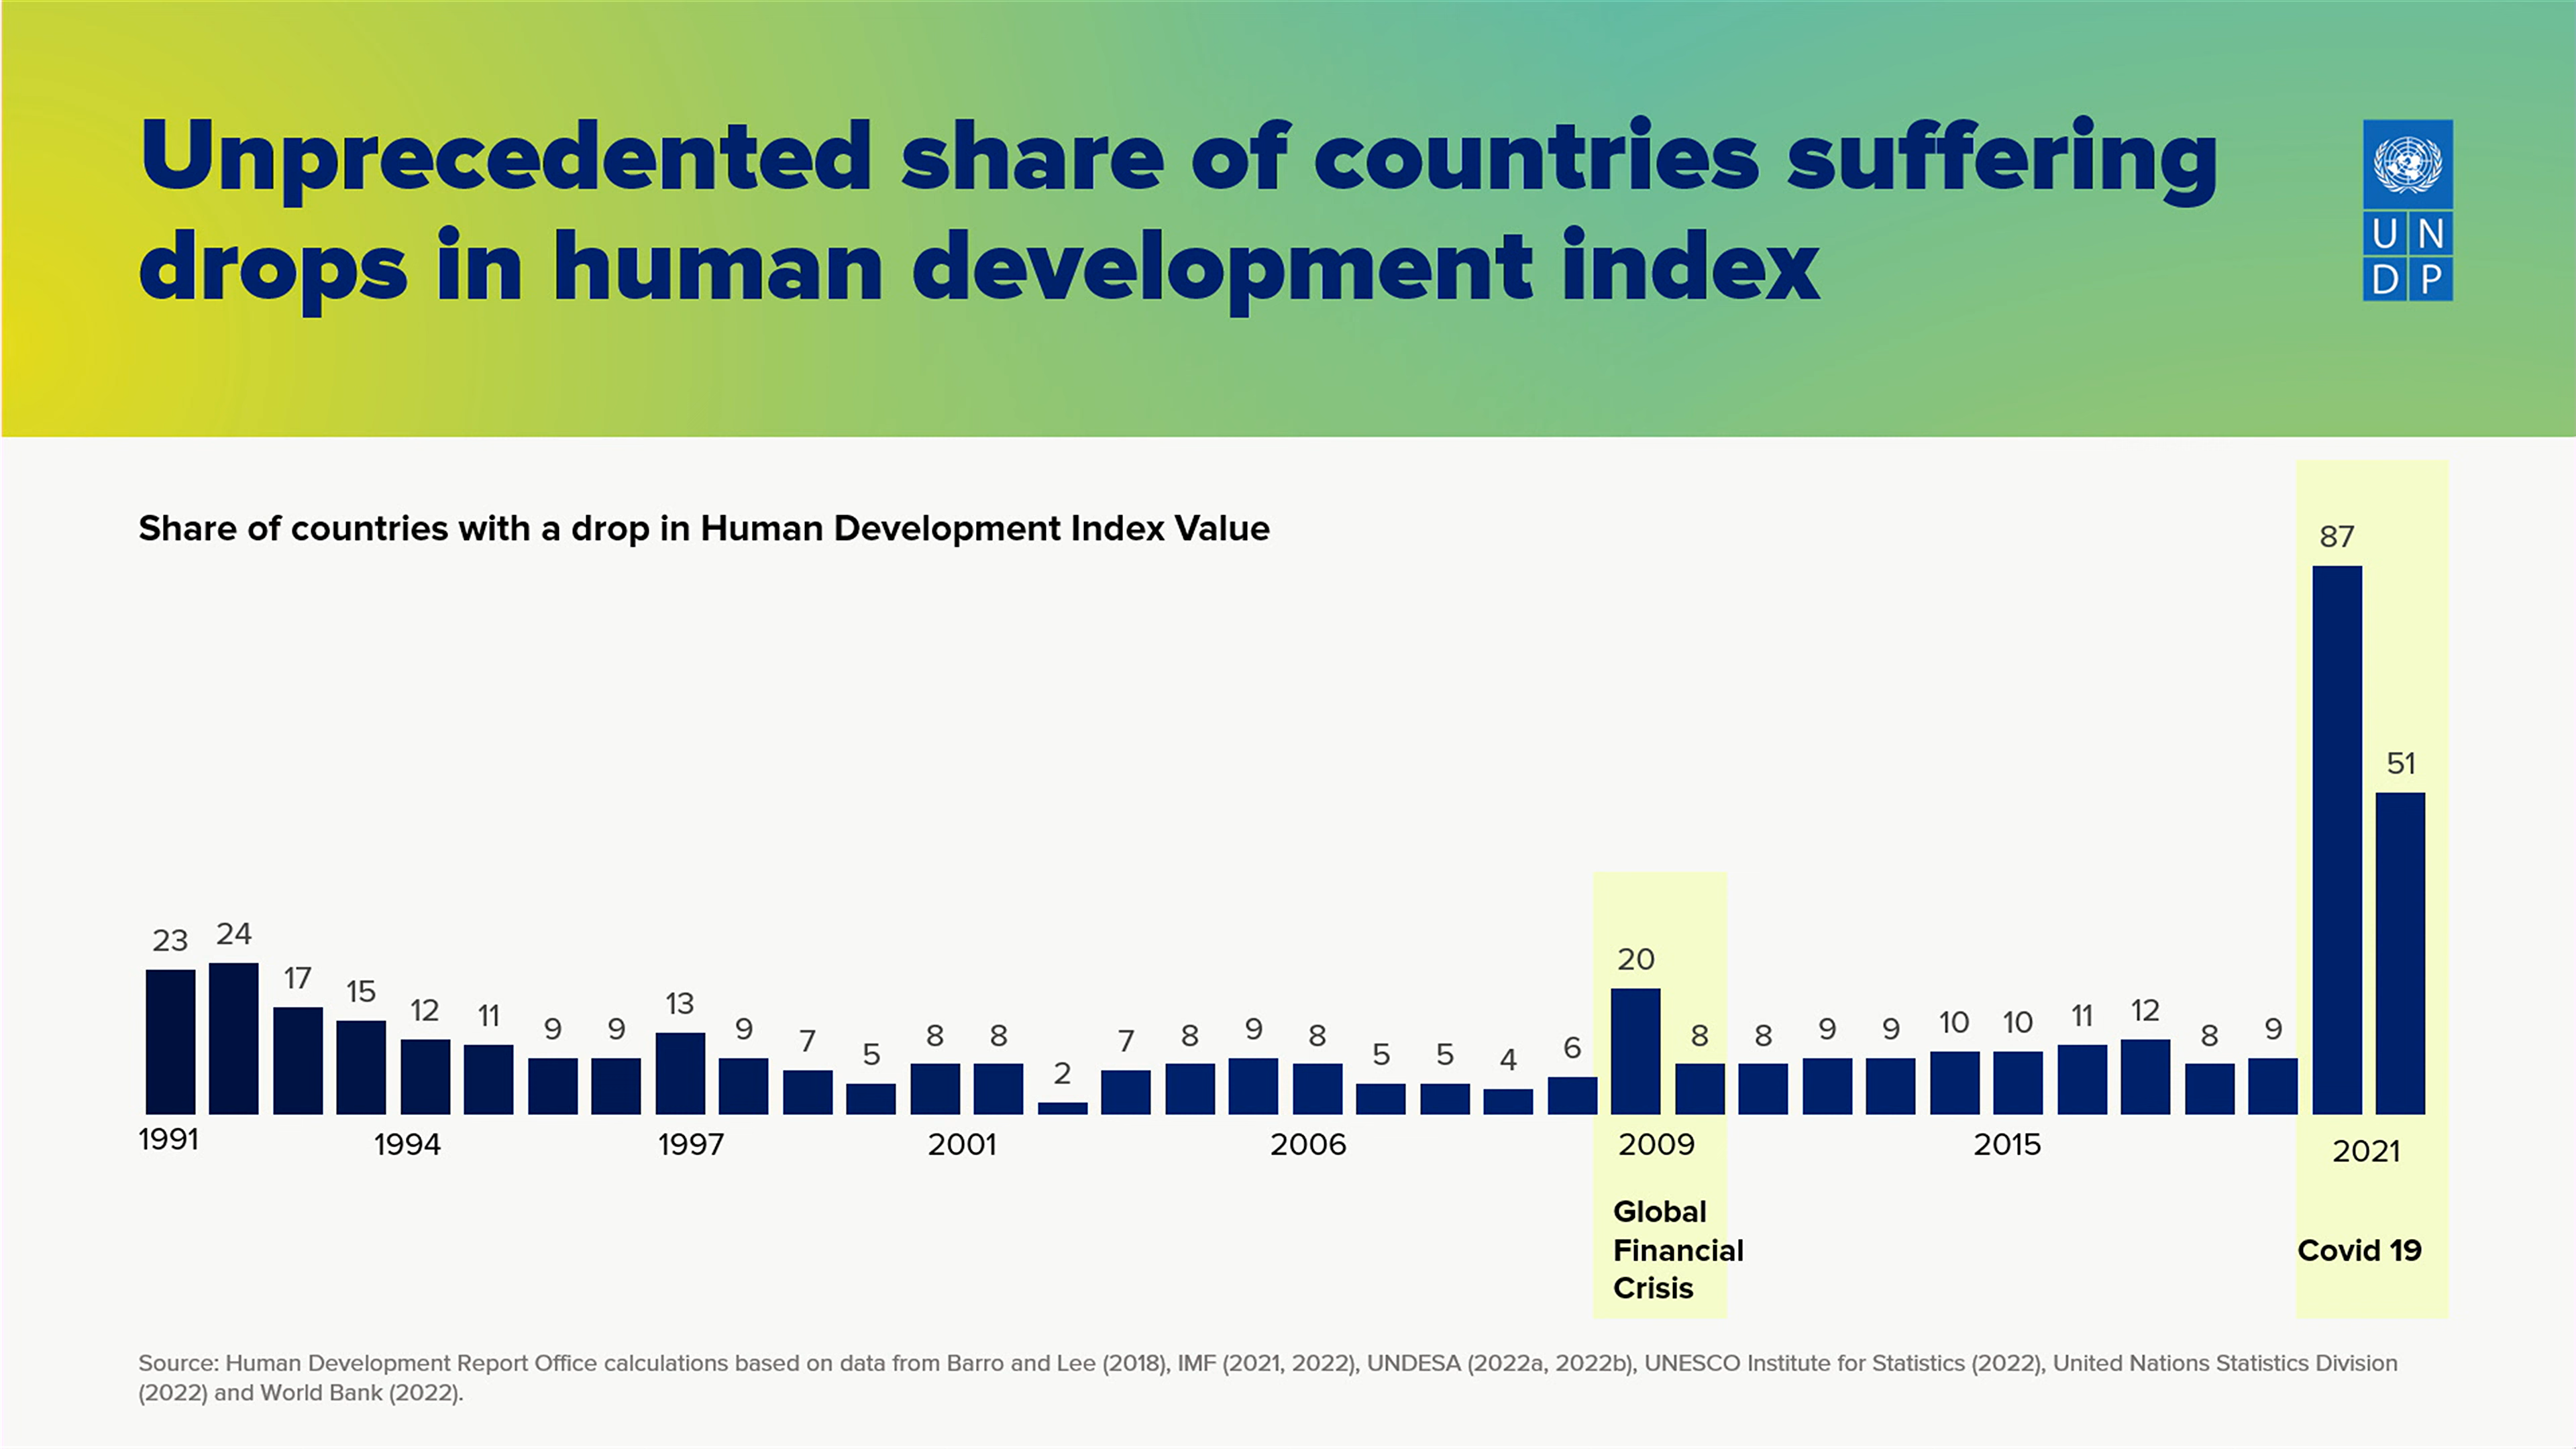 Unprecedented share of countries suffering
drops in human development index
U N
D P
Share of countries with a drop in Human Development Index Value
23 24 17 15 12 11 9 9 13 9 7 5 8 8 2 7 8 9 8 5 5 4 6 20 8 8 9 9 10 10 11 12 8 9 87 51
1991 1994 1997 2001 2006 2009 2015 2021
Global
Financial
Crisis
Covid 19
Source: Human Development Report Office calculations based on data from Barro and Lee (2018), IMF (2021, 2022), UNDESA (2022a, 2022b), UNESCO Institute for Statistics (2022), United Nations Statistics Division
(2022) and World Bank (2022).